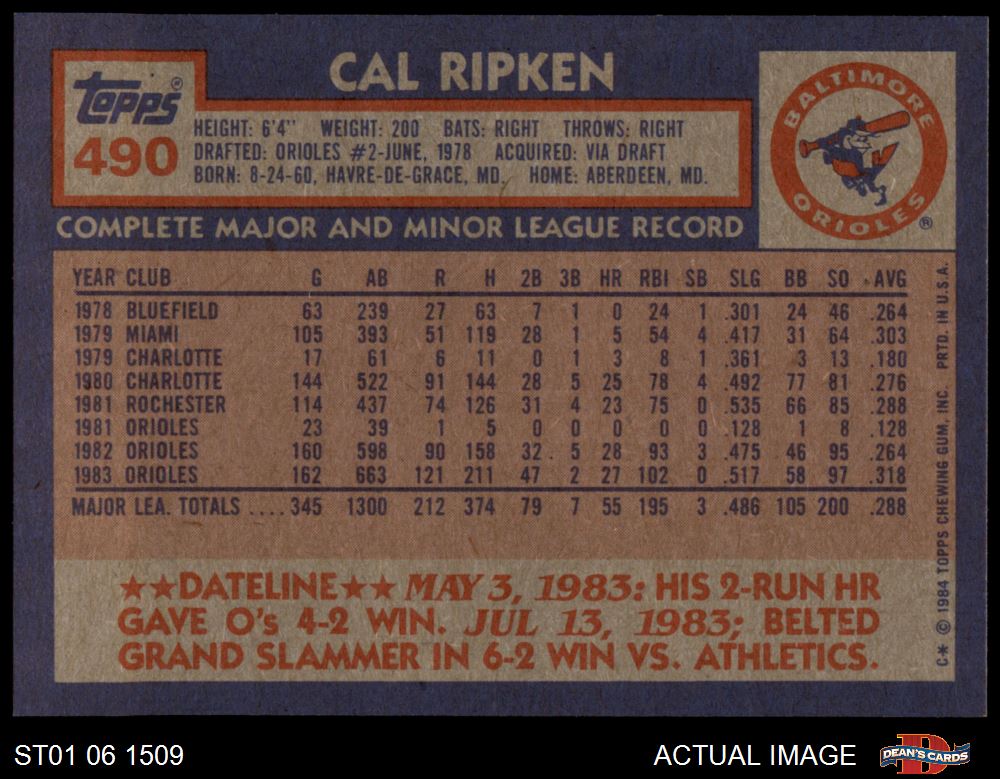 CAL RIPKEN
topps®
490
HEIGHT: 6'4" WEIGHT: 200 BATS: RIGHT THROWS: RIGHT
DRAFTED: ORIOLES #2-JUNE, 1978 ACQUIRED: VIA DRAFT
BORN: 8-24-60, HAVRE-DE-GRACE, MD. HOME: ABERDEEN, MD.
BALTIMORE
ORIOLES
®
COMPLETE MAJOR AND MINOR LEAGUE RECORD
YEAR CLUB G AB R H 2B 3B HR RBI SB SLG BB SO AVG
1978 BLUEFIELD 63 239 27 63 7 1 0 24 1 .301 24 46 .264
1979 MIAMI 105 393 51 119 28 1 5 54 4 .417 31 64 .303
1979 CHARLOTTE 17 61 6 11 0 1 3 8 1 .361 3 13 .180
1980 CHARLOTTE 144 522 91 144 28 5 25 78 4 .492 77 81 .276
1981 ROCHESTER 114 437 74 126 31 4 23 75 0 .535 66 85 .288
1981 ORIOLES 23 39 1 5 0 0 0 0 0 .128 1 8 .128
1982 ORIOLES 160 598 90 158 32 5 28 93 3 .475 46 95 .264
1983 ORIOLES 162 663 121 211 47 2 27 102 0 .517 58 97 .318
MAJOR LEA. TOTALS .... 345 1300 212 374 79 7 55 195 3 .486 105 200 .288
★★DATELINE★★ MAY 3, 1983: HIS 2-RUN HR
GAVE O's 4-2 WIN. JUL 13, 1983; BELTED
GRAND SLAMMER IN 6-2 WIN VS. ATHLETICS.
C* © 1984 TOPPS CHEWING GUM, INC. PRTD. IN U.S.A.
ST01 06 1509
ACTUAL IMAGE
DEAN'S CARDS